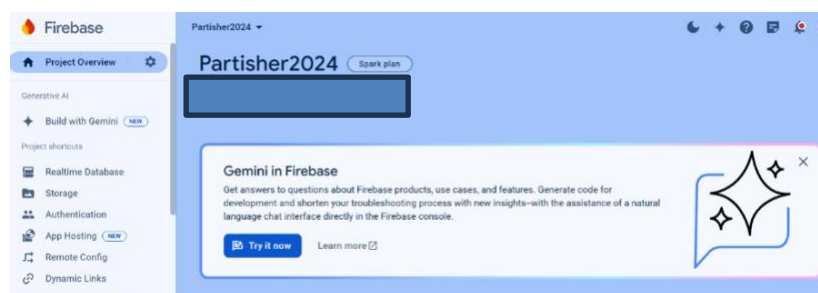 Firebase
Partisher2024
Project Overview
Partisher2024 Spark plan
Generative AI
Build with Gemini NEW
Project shortcuts
Realtime Database
Storage
Authentication
App Hosting NEW
Remote Config
Dynamic Links
Gemini in Firebase
Get answers to questions about Firebase products, use cases, and features. Generate code for
development and shorten your troubleshooting process with new insights–with the assistance of a natural
language chat interface directly in the Firebase console.
Try it now Learn more